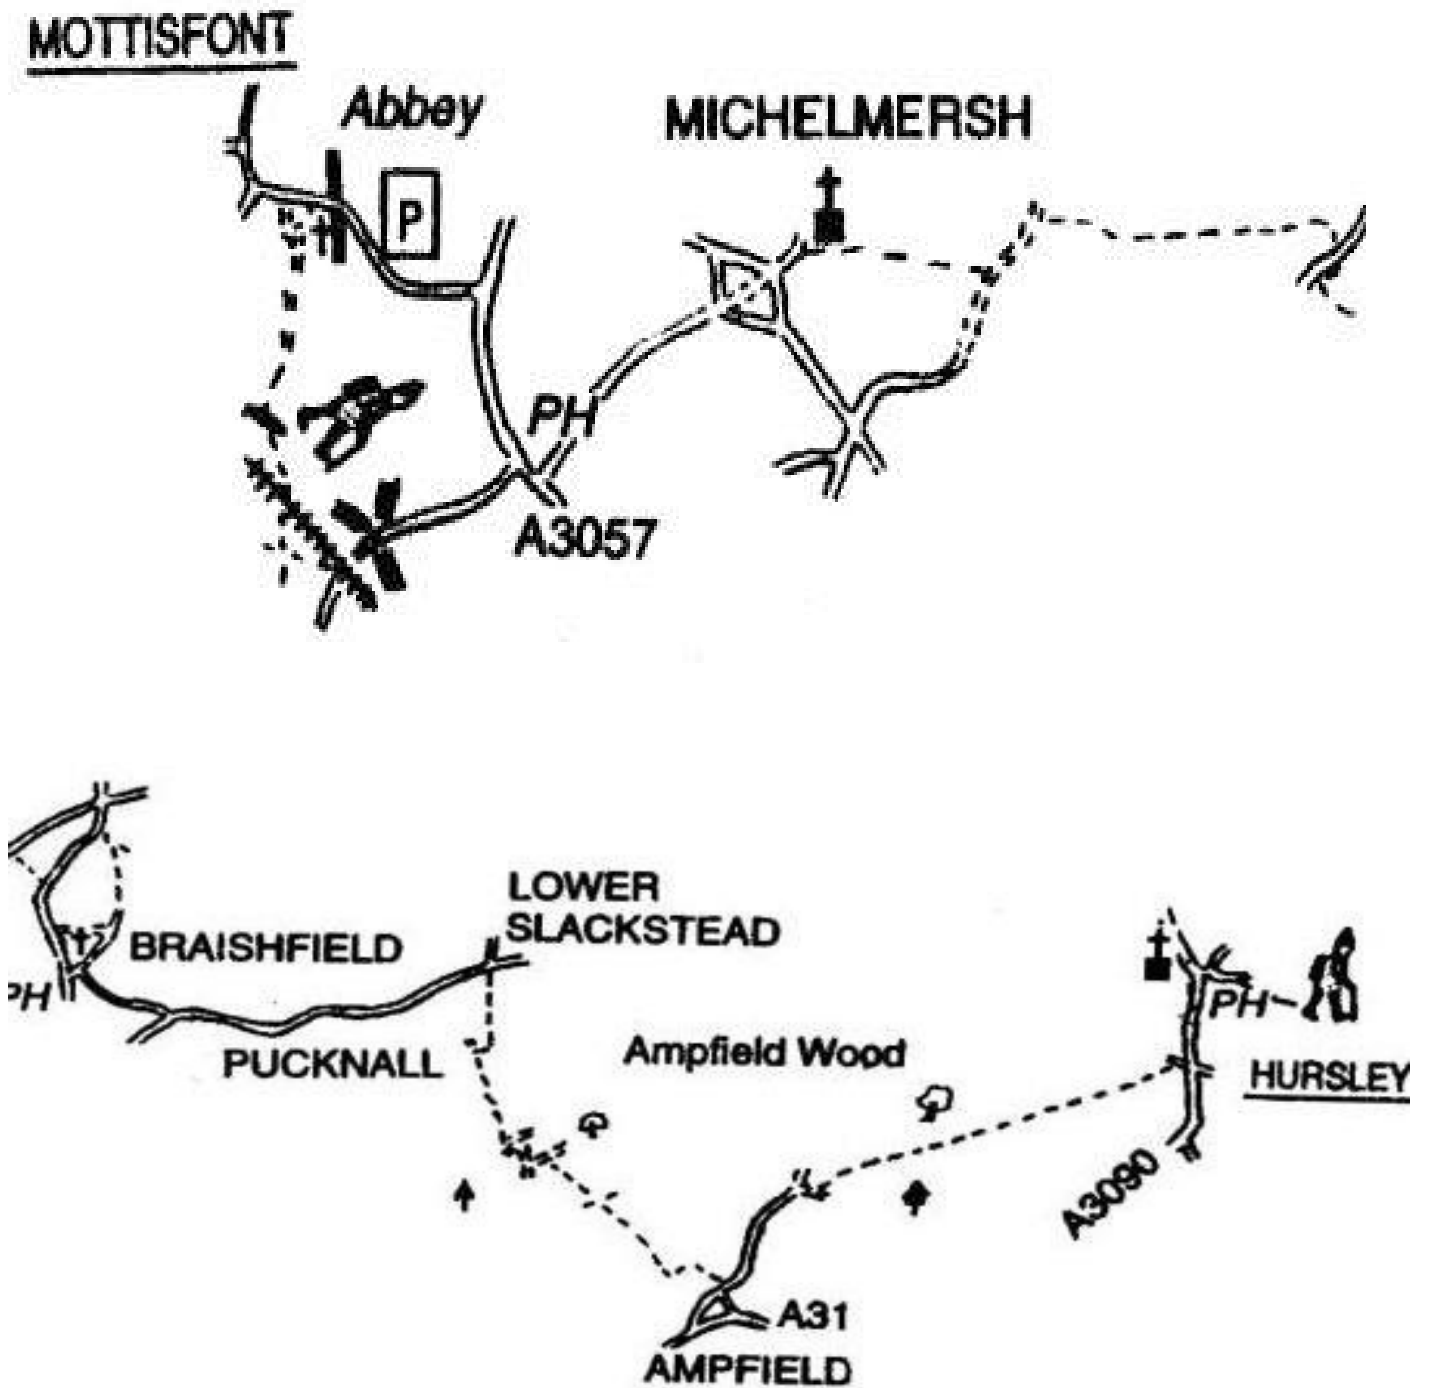 MOTTISFONT
Abbey
MICHELMERSH
P
PH
A3057
LOWER
SLACKSTEAD
BRAISHFIELD
PH
PUCKNALL
Ampfield Wood
PH
HURSLEY
A3090
A31
AMPFIELD